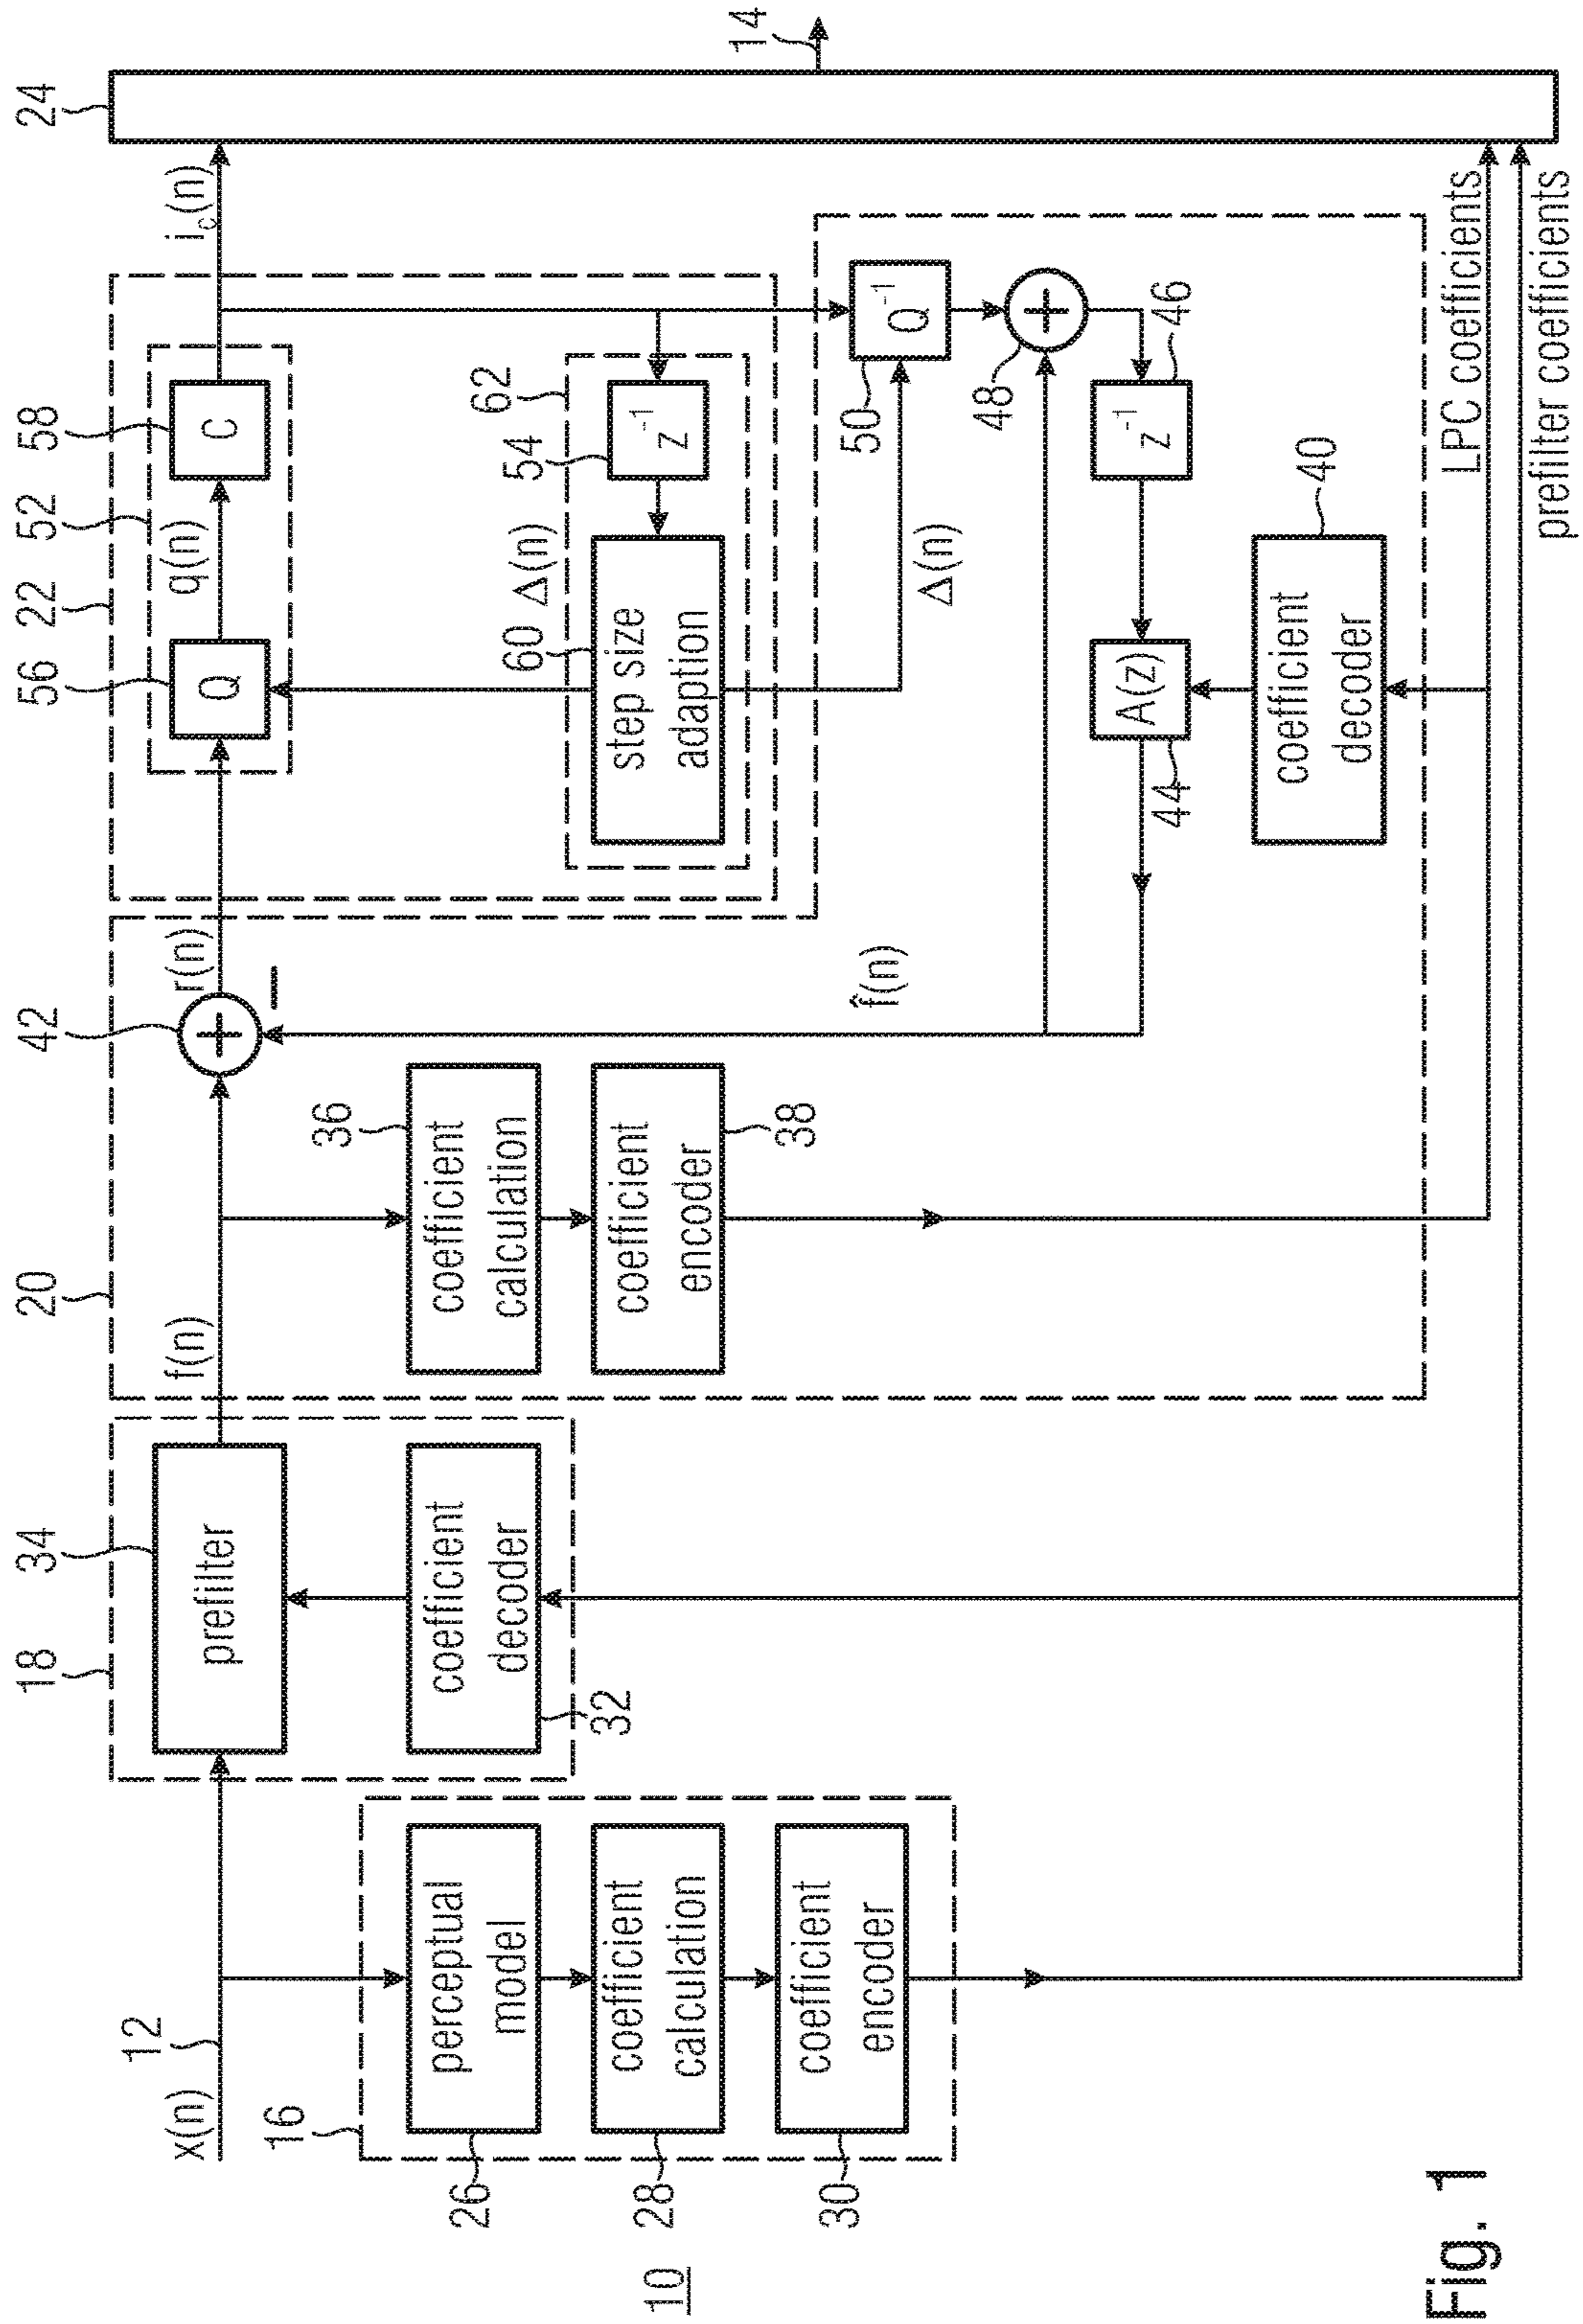 x(n)
12
16
perceptual
model
26
coefficient
calculation
28
coefficient
encoder
30
10
18
34
prefilter
coefficient
decoder
32
f(n)
20
coefficient
calculation
36
coefficient
encoder
38
42
+
−
r(n)
f̂(n)
22
52
56
Q
q(n)
58
C
i_c(n)
62
54
z⁻¹
60
step size
adaption
Δ(n)
Δ(n)
50
Q⁻¹
48
+
46
z⁻¹
A(z)
44
40
coefficient
decoder
LPC coefficients
prefilter coefficients
24
14
Fig. 1